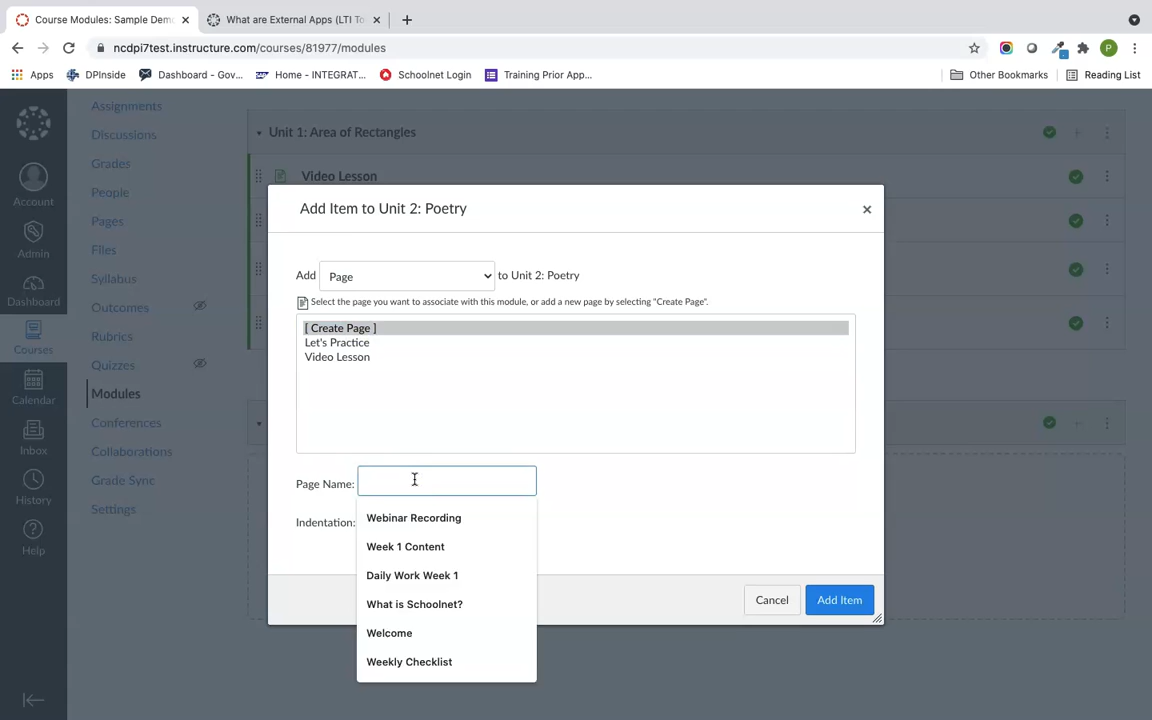 Course Modules: Sample Demo
What are External Apps (LTI To
ncdpi7test.instructure.com/courses/81977/modules
P
Apps
DPInside
Dashboard - Gov...
Home - INTEGRAT...
Schoolnet Login
Training Prior App...
Other Bookmarks
Reading List
Account
Admin
Dashboard
Courses
Calendar
Inbox
History
Help
Assignments
Discussions
Grades
People
Pages
Files
Syllabus
Outcomes
Rubrics
Quizzes
Modules
Conferences
Collaborations
Grade Sync
Settings
Unit 1: Area of Rectangles
Video Lesson
Add Item to Unit 2: Poetry
Add Page to Unit 2: Poetry
Select the page you want to associate with this module, or add a new page by selecting "Create Page".
[ Create Page ]
Let's Practice
Video Lesson
Page Name:
Indentation:
Webinar Recording
Week 1 Content
Daily Work Week 1
What is Schoolnet?
Welcome
Weekly Checklist
Cancel
Add Item